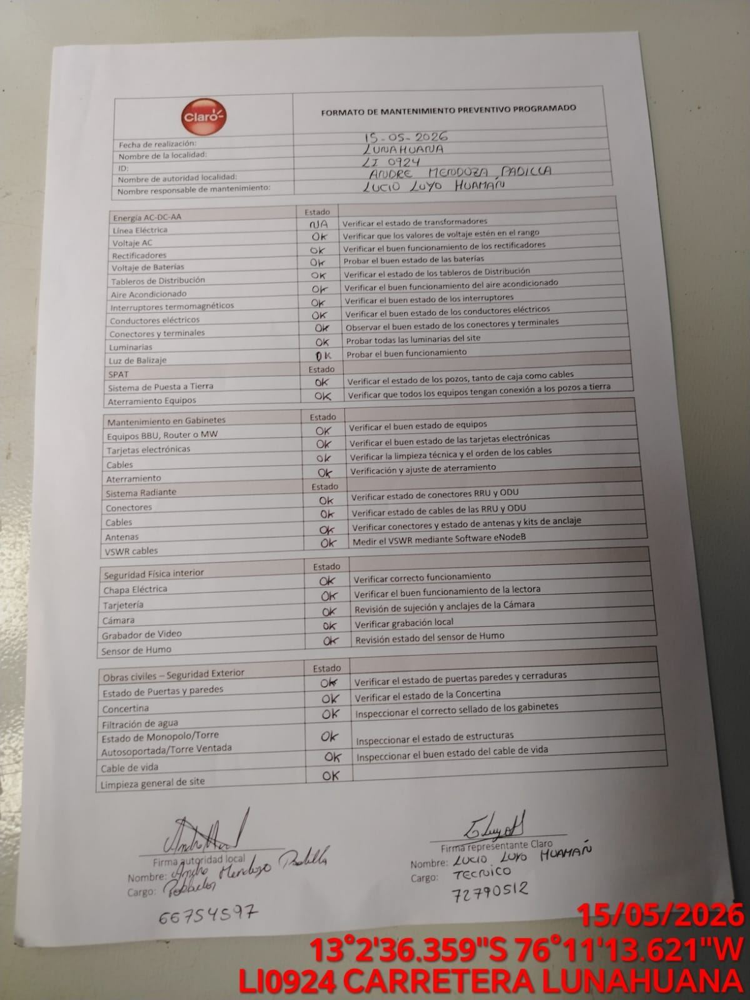 Claro
FORMATO DE MANTENIMIENTO PREVENTIVO PROGRAMADO
Fecha de realización: 15-05-2026
Nombre de la localidad: LUNAHUANA
ID: LI 0924
Nombre de autoridad localidad: ANDRE MENDOZA PADILLA
Nombre responsable de mantenimiento: LUCIO LUYO HUAMAÑ
Energía AC-DC-AA Estado
Línea Eléctrica NA Verificar el estado de transformadores
Voltaje AC OK Verificar que los valores de voltaje estén en el rango
Rectificadores OK Verificar el buen funcionamiento de los rectificadores
Voltaje de Baterías OK Probar el buen estado de las baterías
Tableros de Distribución OK Verificar el estado de los tableros de Distribución
Aire Acondicionado OK Verificar el buen funcionamiento del aire acondicionado
Interruptores termomagnéticos OK Verificar el buen estado de los interruptores
Conductores eléctricos OK Verificar el buen estado de los conductores eléctricos
Conectores y terminales OK Observar el buen estado de los conectores y terminales
Luminarias OK Probar todas las luminarias del site
Luz de Balizaje OK Probar el buen funcionamiento
SPAT Estado
Sistema de Puesta a Tierra OK Verificar el estado de los pozos, tanto de caja como cables
Aterramiento Equipos OK Verificar que todos los equipos tengan conexión a los pozos a tierra
Mantenimiento en Gabinetes Estado
Equipos BBU, Router o MW OK Verificar el buen estado de equipos
Tarjetas electrónicas OK Verificar el buen estado de las tarjetas electrónicas
Cables OK Verificar la limpieza técnica y el orden de los cables
Aterramiento OK Verificación y ajuste de aterramiento
Sistema Radiante Estado
Conectores OK Verificar estado de conectores RRU y ODU
Cables OK Verificar estado de cables de las RRU y ODU
Antenas OK Verificar conectores y estado de antenas y kits de anclaje
VSWR cables OK Medir el VSWR mediante Software eNodeB
Seguridad Física interior Estado
Chapa Eléctrica OK Verificar correcto funcionamiento
Tarjetería OK Verificar el buen funcionamiento de la lectora
Cámara OK Revisión de sujeción y anclajes de la Cámara
Grabador de Video OK Verificar grabación local
Sensor de Humo OK Revisión estado del sensor de Humo
Obras civiles – Seguridad Exterior Estado
Estado de Puertas y paredes OK Verificar el estado de puertas paredes y cerraduras
Concertina OK Verificar el estado de la Concertina
Filtración de agua OK Inspeccionar el correcto sellado de los gabinetes
Estado de Monopolo/Torre
Autosoportada/Torre Ventada OK Inspeccionar el estado de estructuras
Cable de vida OK Inspeccionar el buen estado del cable de vida
Limpieza general de site OK
Firma autoridad local
Nombre: Andre Mendoza Padilla
Cargo: Poblador
66754597
Firma representante Claro
Nombre: LUCIO LUYO HUAMAÑ
Cargo: TECNICO
72790512
15/05/2026
13°2'36.359"S 76°11'13.621"W
LI0924 CARRETERA LUNAHUANA